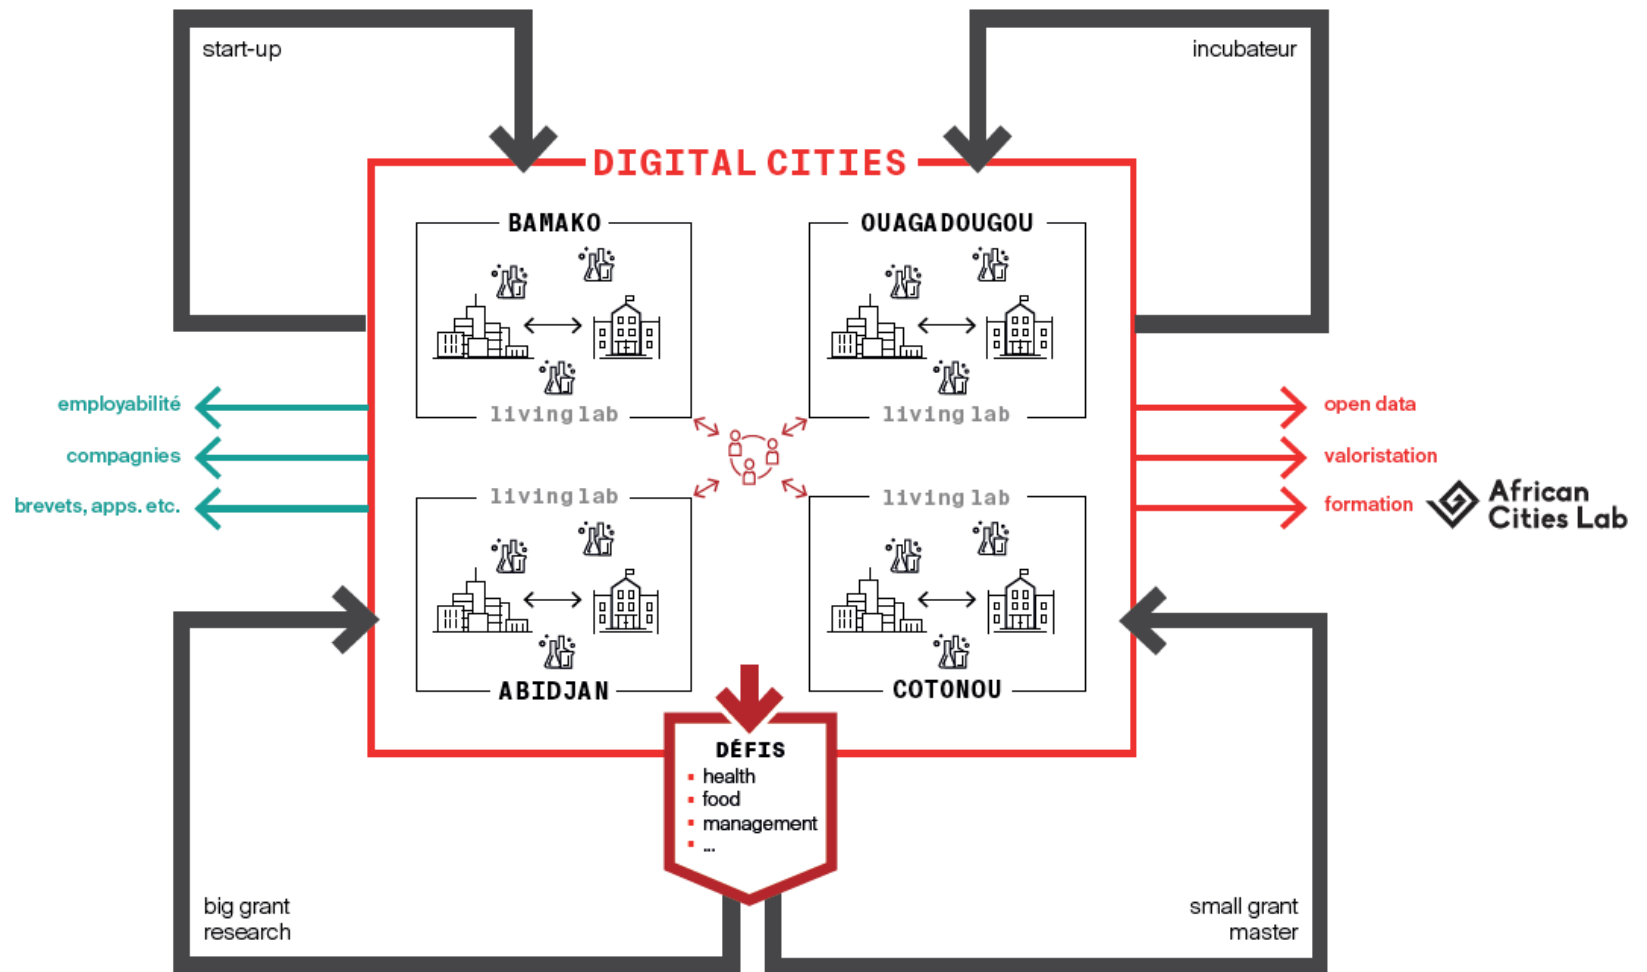 start-up
incubateur
DIGITAL CITIES
BAMAKO
OUAGADOUGOU
living lab
living lab
employabilité
compagnies
brevets, apps. etc.
open data
valoristation
formation
African
Cities Lab
living lab
living lab
ABIDJAN
COTONOU
DÉFIS
▪ health
▪ food
▪ management
▪ ...
big grant
research
small grant
master